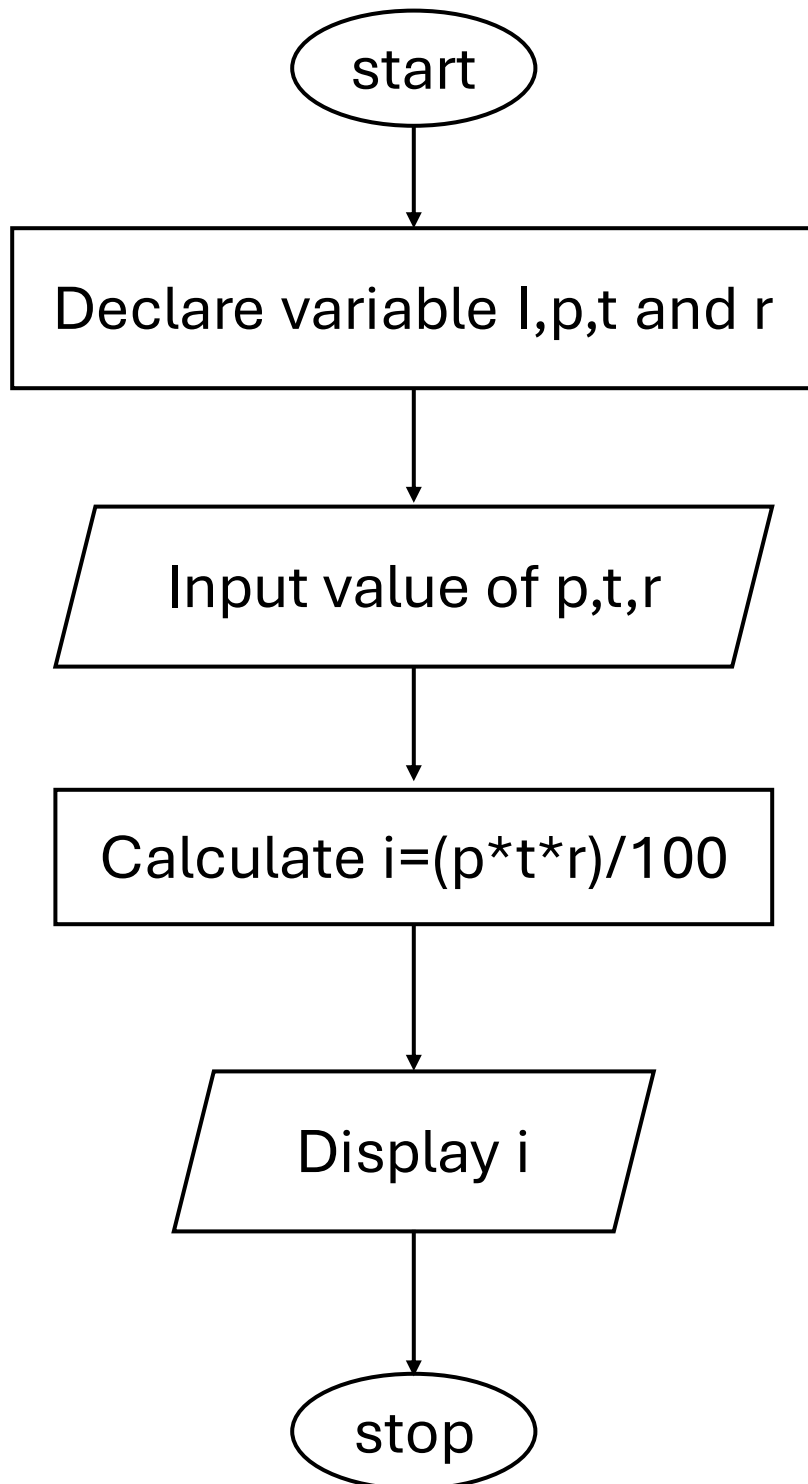 start
Declare variable I,p,t and r
Input value of p,t,r
Calculate i=(p*t*r)/100
Display i
stop